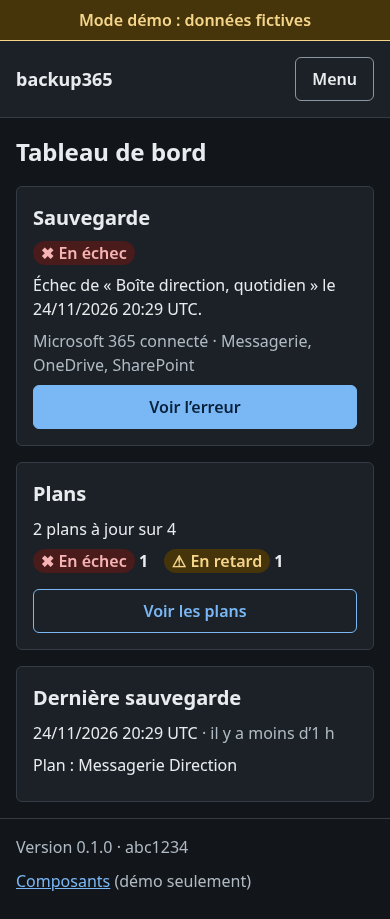 Mode démo : données fictives
backup365
Menu
Tableau de bord
Sauvegarde
✖ En échec
Échec de « Boîte direction, quotidien » le
24/11/2026 20:29 UTC.
Microsoft 365 connecté · Messagerie,
OneDrive, SharePoint
Voir l’erreur
Plans
2 plans à jour sur 4
✖ En échec 1 ⚠ En retard 1
Voir les plans
Dernière sauvegarde
24/11/2026 20:29 UTC · il y a moins d’1 h
Plan : Messagerie Direction
Version 0.1.0 · abc1234
Composants (démo seulement)